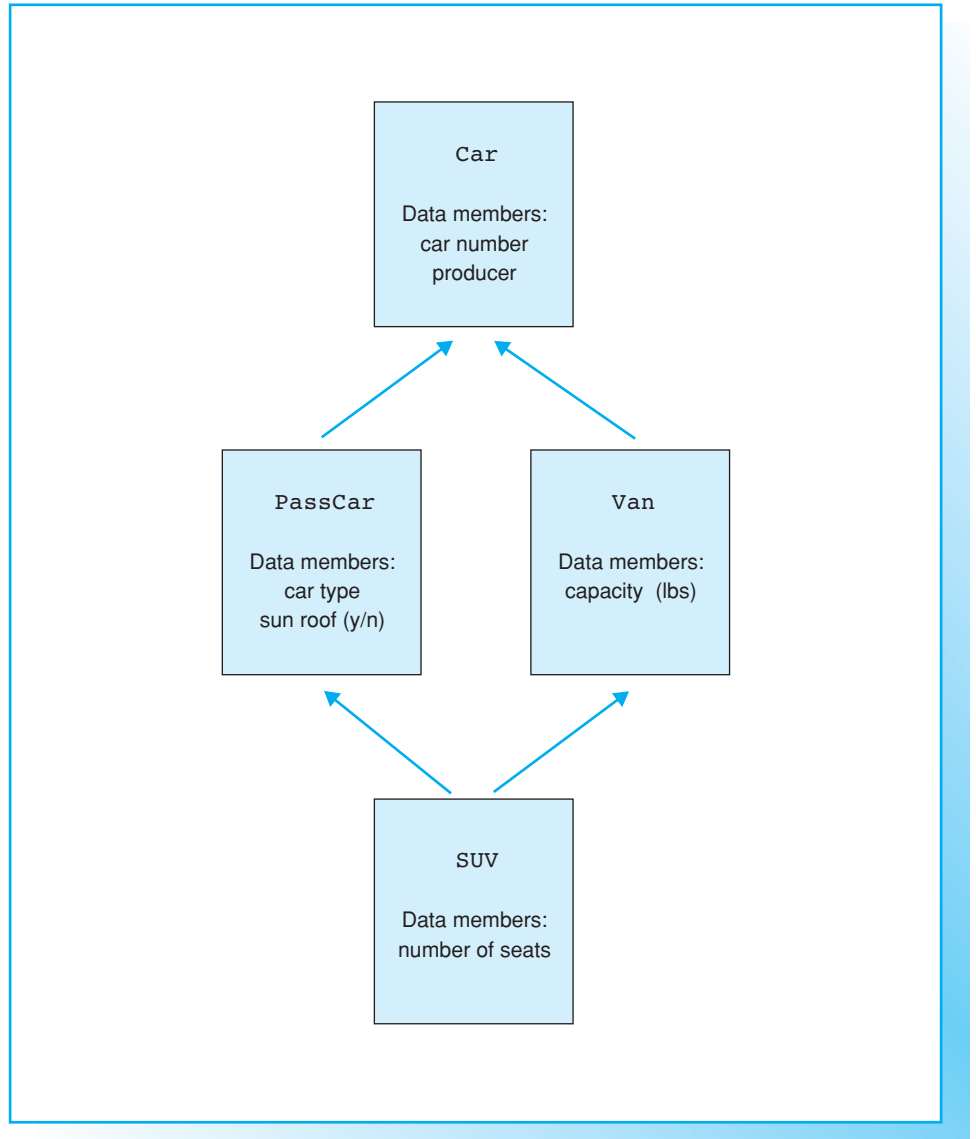 Car
Data members:
car number
producer
PassCar
Data members:
car type
sun roof (y/n)
Van
Data members:
capacity (lbs)
SUV
Data members:
number of seats